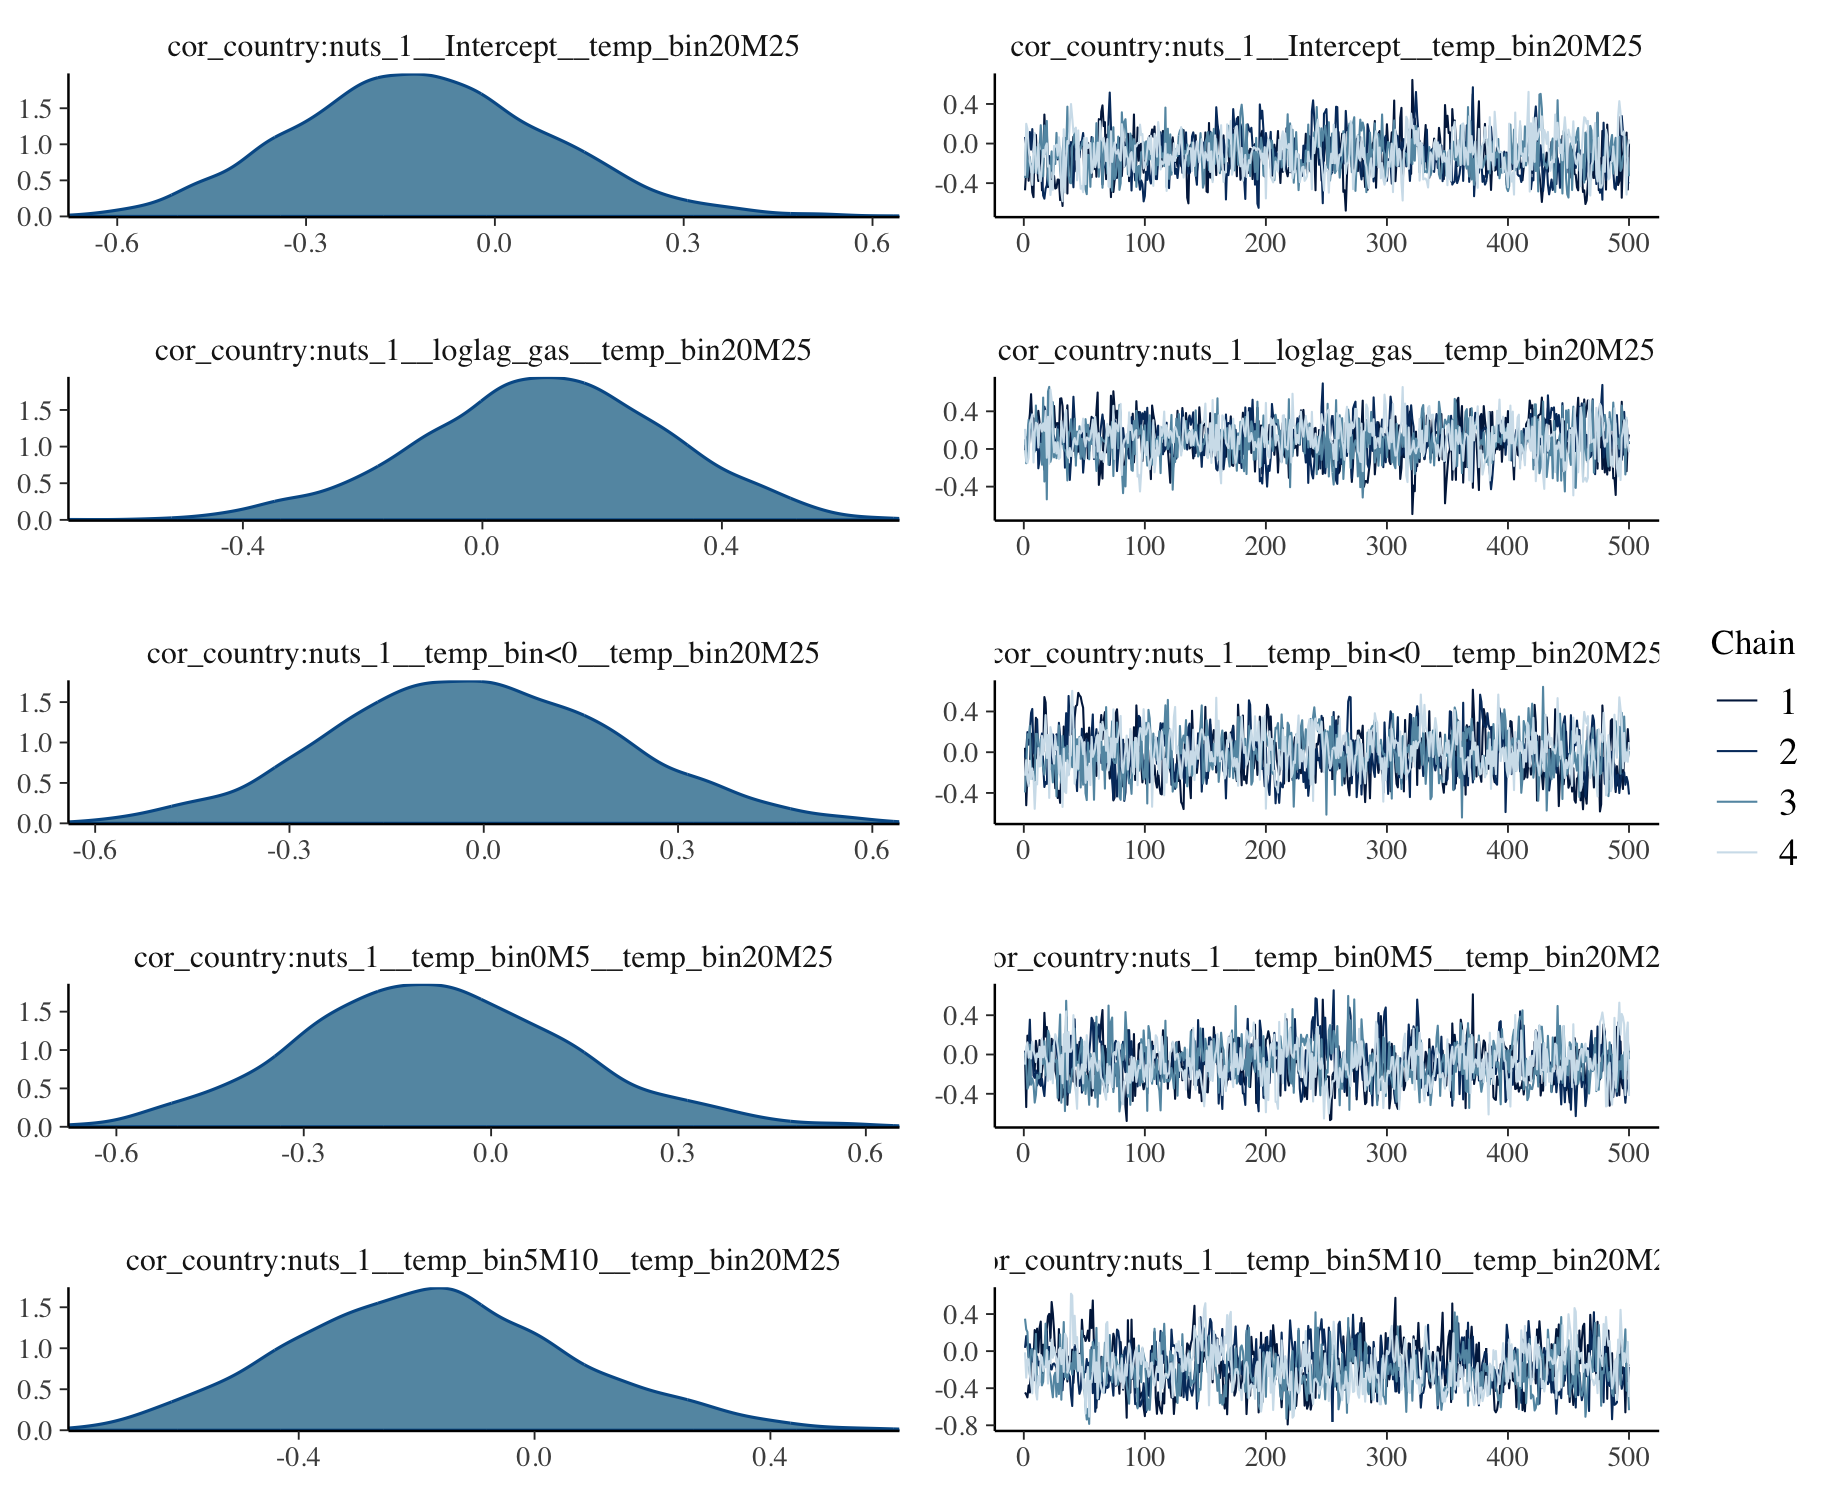 cor_country:nuts_1__Intercept__temp_bin20M25
cor_country:nuts_1__Intercept__temp_bin20M25
1.5
1.0
0.5
0.0
-0.6 -0.3 0.0 0.3 0.6
0.4
0.0
-0.4
0 100 200 300 400 500
cor_country:nuts_1__loglag_gas__temp_bin20M25
cor_country:nuts_1__loglag_gas__temp_bin20M25
1.5
1.0
0.5
0.0
-0.4 0.0 0.4
0.4
0.0
-0.4
0 100 200 300 400 500
cor_country:nuts_1__temp_bin<0__temp_bin20M25
cor_country:nuts_1__temp_bin<0__temp_bin20M25
1.5
1.0
0.5
0.0
-0.6 -0.3 0.0 0.3 0.6
0.4
0.0
-0.4
0 100 200 300 400 500
Chain
1
2
3
4
cor_country:nuts_1__temp_bin0M5__temp_bin20M25
or_country:nuts_1__temp_bin0M5__temp_bin20M2
1.5
1.0
0.5
0.0
-0.6 -0.3 0.0 0.3 0.6
0.4
0.0
-0.4
0 100 200 300 400 500
cor_country:nuts_1__temp_bin5M10__temp_bin20M25
or_country:nuts_1__temp_bin5M10__temp_bin20M2
1.5
1.0
0.5
0.0
-0.4 0.0 0.4
0.4
0.0
-0.4
-0.8
0 100 200 300 400 500